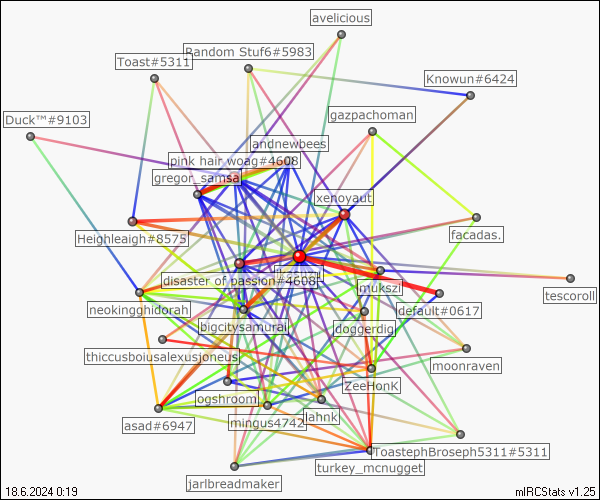 avelicious
Random Stuf6#5983
Toast#5311
Knowun#6424
Duck™#9103
gazpachoman
andnewbees
pink hair woag#4608
gregor_samsa
xenoyaut
facadas.
Heighleaigh#8575
disaster of passion#4608
mukszi
tescoroll
default#0617
neokingghidorah
bigcitysamurai
doggerdig
thiccusboiusalexusjoneus
moonraven
ZeeHonK
ogshroom
lahnk
mingus4742
asad#6947
ToastephBroseph5311#5311
turkey_mcnugget
jarlbreadmaker
18.6.2024 0:19
mIRCStats v1.25